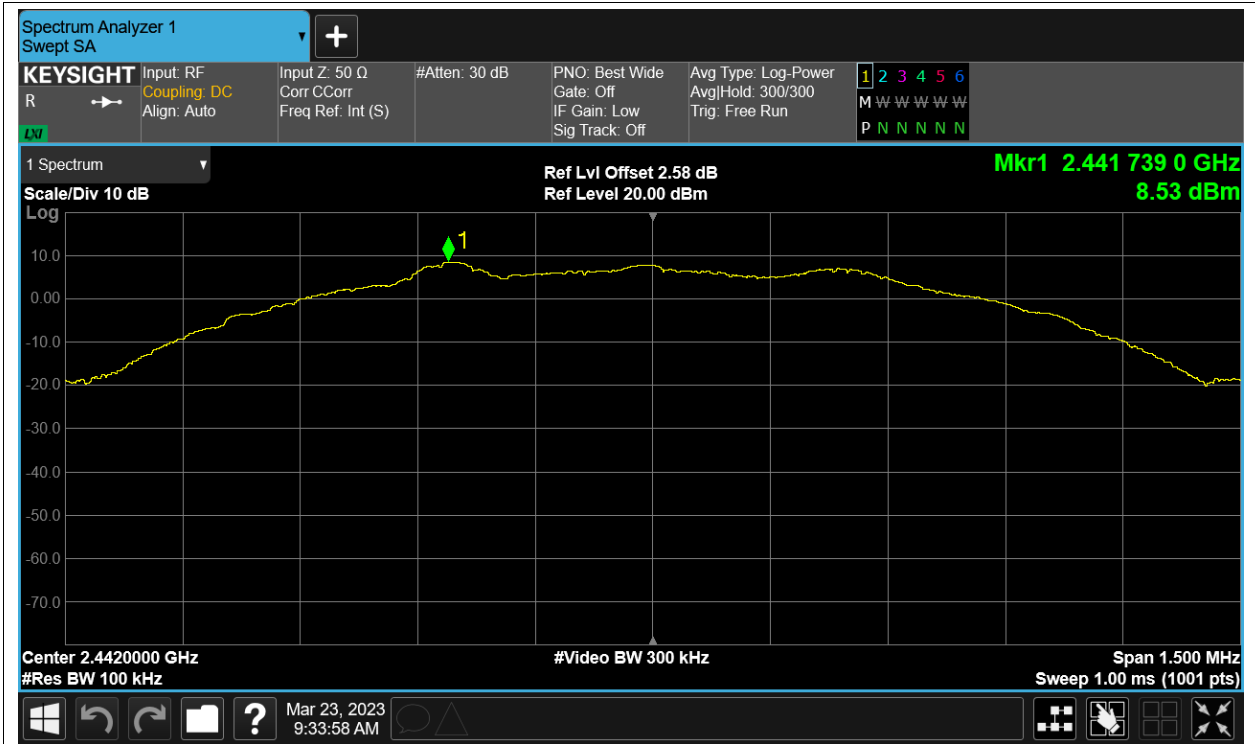 Spectrum Analyzer 1
Swept SA
KEYSIGHT
R
LXI
Input: RF
Coupling: DC
Align: Auto
Input Z: 50 Ω
Corr CCorr
Freq Ref: Int (S)
#Atten: 30 dB
PNO: Best Wide
Gate: Off
IF Gain: Low
Sig Track: Off
Avg Type: Log-Power
Avg|Hold: 300/300
Trig: Free Run
1 2 3 4 5 6
M W W W W W
P N N N N N
1 Spectrum
Scale/Div 10 dB
Log
Ref Lvl Offset 2.58 dB
Ref Level 20.00 dBm
Mkr1 2.441 739 0 GHz
8.53 dBm
1
10.0
0.00
-10.0
-20.0
-30.0
-40.0
-50.0
-60.0
-70.0
Center 2.4420000 GHz
#Video BW 300 kHz
Span 1.500 MHz
#Res BW 100 kHz
Sweep 1.00 ms (1001 pts)
?
Mar 23, 2023
9:33:58 AM